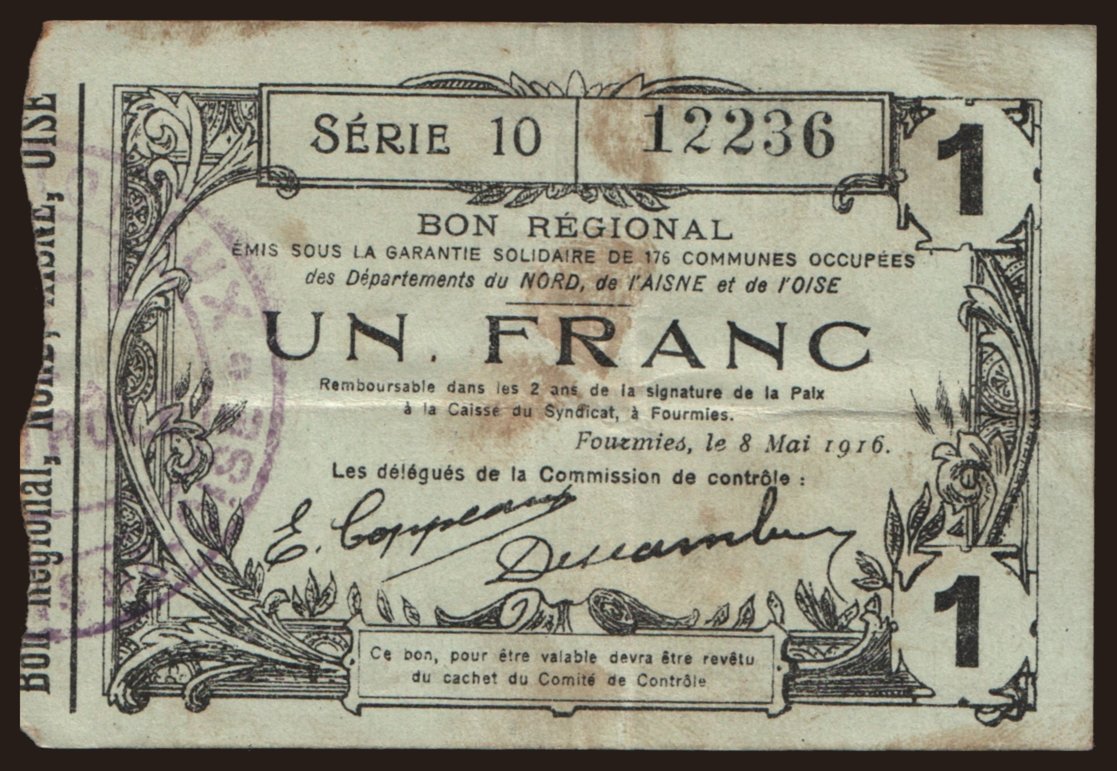 SÉRIE 10 12236
1
BON RÉGIONAL
ÉMIS SOUS LA GARANTIE SOLIDAIRE DE 176 COMMUNES OCCUPÉES
des Départements du NORD, de l'AISNE et de l'OISE
UN FRANC
Remboursable dans les 2 ans de la signature de la Paix
à la Caisse du Syndicat, à Fourmies.
Fourmies, le 8 Mai 1916.
Les délégués de la Commission de contrôle :
E. Coppeaux
Descambres
1
Ce bon, pour être valable devra être revêtu
du cachet du Comité de Contrôle
Bon Régional, Nord, AISNE, OISE